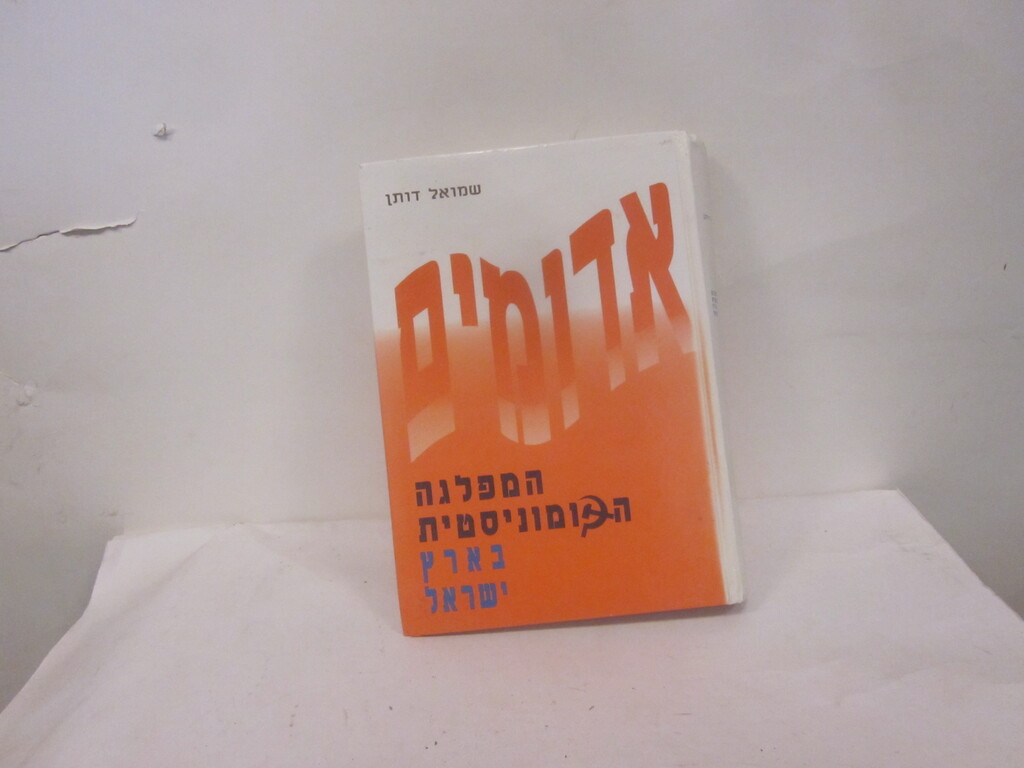 שמואל דותן
אדומים
המפלגה
הקומוניסטית
בארץ
ישראל